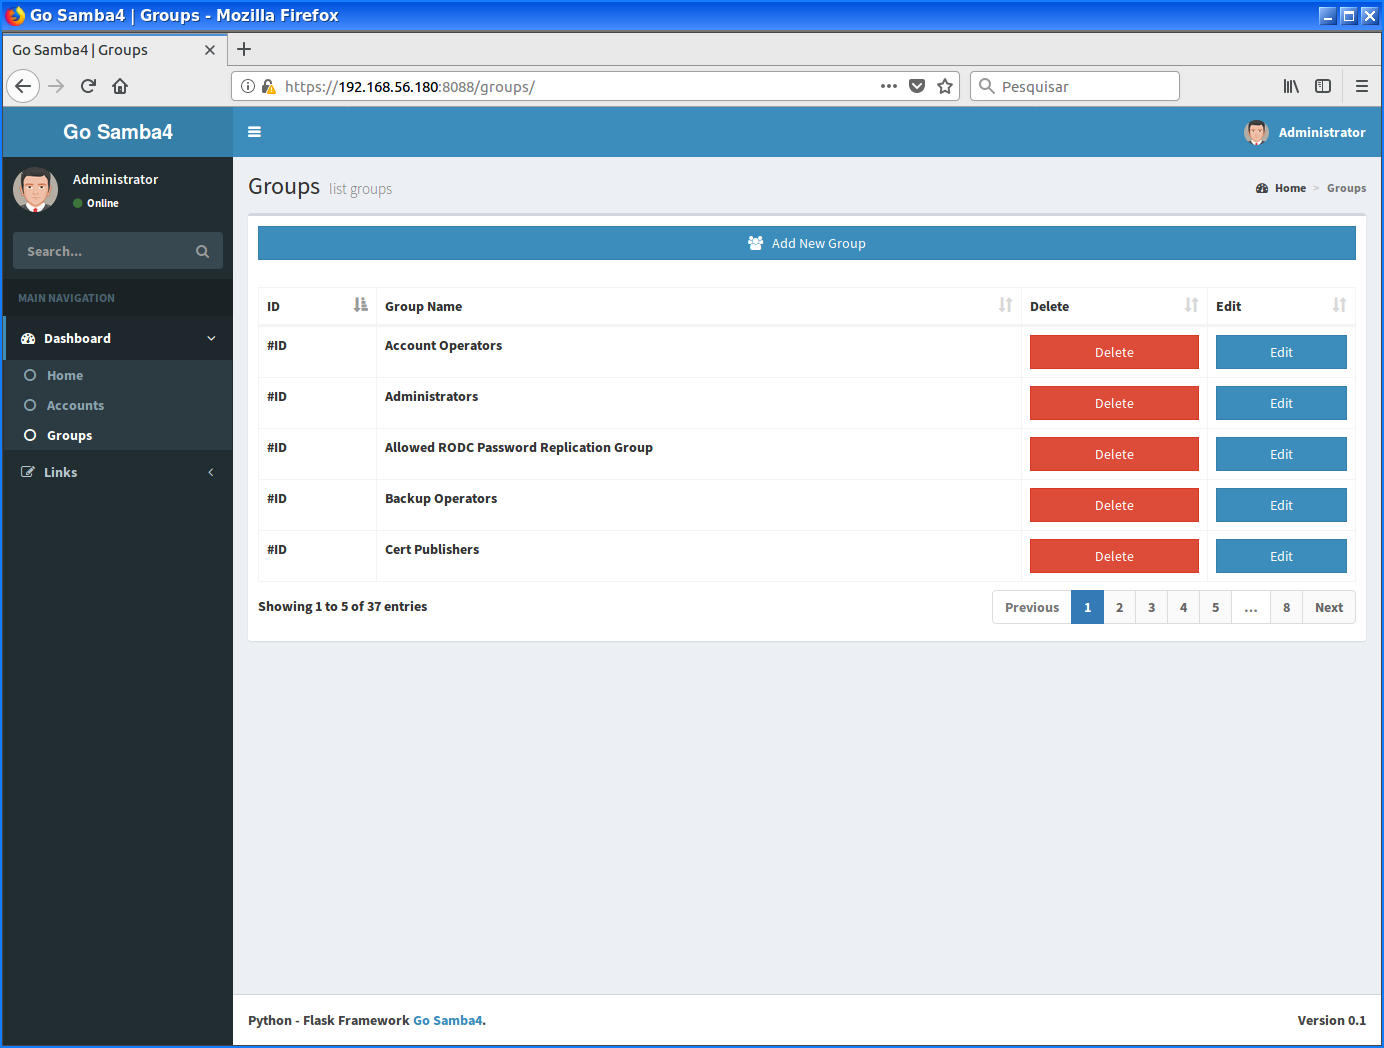 Go Samba4 | Groups - Mozilla Firefox
Go Samba4 | Groups
https://192.168.56.180:8088/groups/
Pesquisar
Go Samba4
Administrator
Administrator
Online
Search...
MAIN NAVIGATION
Dashboard
Home
Accounts
Groups
Links
Groups list groups
Home > Groups
Add New Group
ID Group Name Delete Edit
#ID Account Operators Delete Edit
#ID Administrators Delete Edit
#ID Allowed RODC Password Replication Group Delete Edit
#ID Backup Operators Delete Edit
#ID Cert Publishers Delete Edit
Showing 1 to 5 of 37 entries
Previous 1 2 3 4 5 ... 8 Next
Python - Flask Framework Go Samba4.
Version 0.1